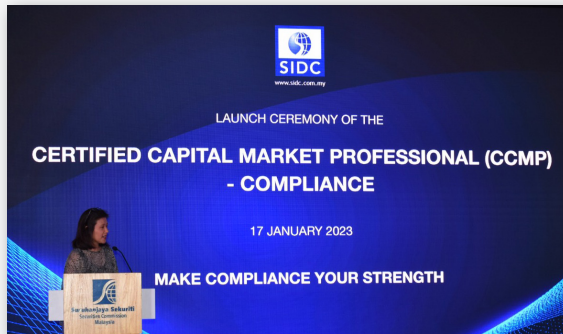 SIDC
www.sidc.com.my
LAUNCH CEREMONY OF THE
CERTIFIED CAPITAL MARKET PROFESSIONAL (CCMP)
- COMPLIANCE
17 JANUARY 2023
MAKE COMPLIANCE YOUR STRENGTH
Suruhanjaya Sekuriti
Securities Commission
Malaysia